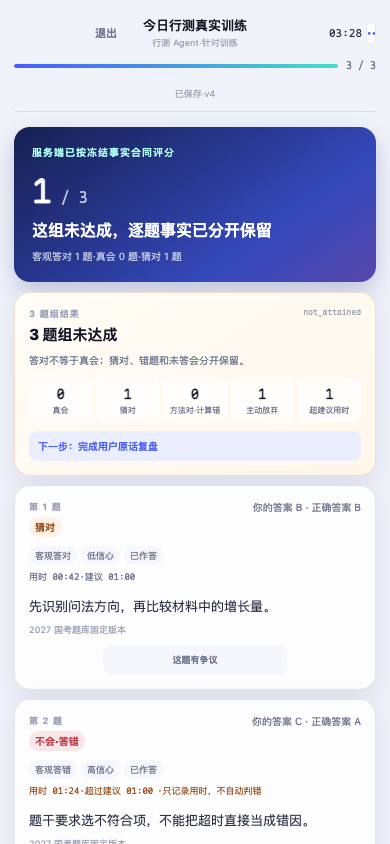 退出
今日行测真实训练
行测 Agent·针对训练
03:28
3 / 3
已保存·v4
服务端已按冻结事实合同评分
1 / 3
这组未达成，逐题事实已分开保留
客观答对 1 题·真会 0 题·猜对 1 题
3 题组结果
not_attained
3 题组未达成
答对不等于真会；猜对、错题和未答会分开保留。
0 1 0 1 1
真会 猜对 方法对·计算错 主动放弃 超建议用时
下一步：完成用户原话复盘
第 1 题
你的答案 B · 正确答案 B
猜对
客观答对 低信心 已作答
用时 00:42·建议 01:00
先识别问法方向，再比较材料中的增长量。
2027 国考题库固定版本
这题有争议
第 2 题
你的答案 C · 正确答案 A
不会·答错
客观答错 高信心 已作答
用时 01:24·超过建议 01:00 ·只记录用时，不自动判错
题干要求选不符合项，不能把超时直接当成错因。
2027 国考题库固定版本